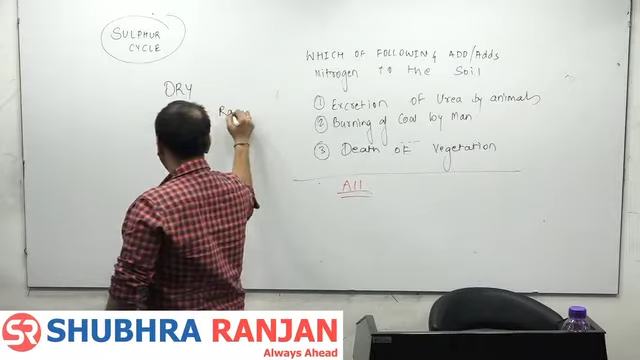 SULPHUR
CYCLE
DRY
WHICH OF FOLLOWING ADD/Adds
Nitrogen To the Soil
① Excretion of Urea by animals
② Burning of Coal by Man
③ Death of Vegetation
All
SR SHUBHRA RANJAN
Always Ahead